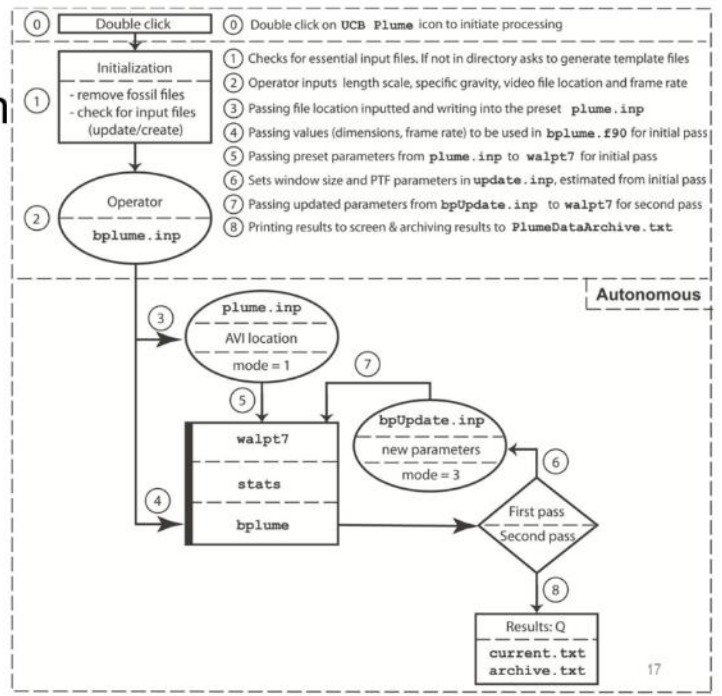 0
Double click
0 Double click on UCB Plume icon to initiate processing
n
1
Initialization
- remove fossil files
- check for input files
(update/create)
1 Checks for essential input files. If not in directory asks to generate template files
2 Operator inputs length scale, specific gravity, video file location and frame rate
3 Passing file location inputted and writing into the preset plume.inp
4 Passing values (dimensions, frame rate) to be used in bplume.f90 for initial pass
5 Passing preset parameters from plume.inp to walpt7 for initial pass
6 Sets window size and PTF parameters in update.inp, estimated from initial pass
7 Passing updated parameters from bpUpdate.inp to walpt7 for second pass
8 Printing results to screen & archiving results to PlumeDataArchive.txt
2
Operator
bplume.inp
Autonomous
3
plume.inp
AVI location
mode = 1
5
7
bpUpdate.inp
new parameters
mode = 3
6
4
walpt7
stats
bplume
First pass
Second pass
8
Results: Q
current.txt
archive.txt
17